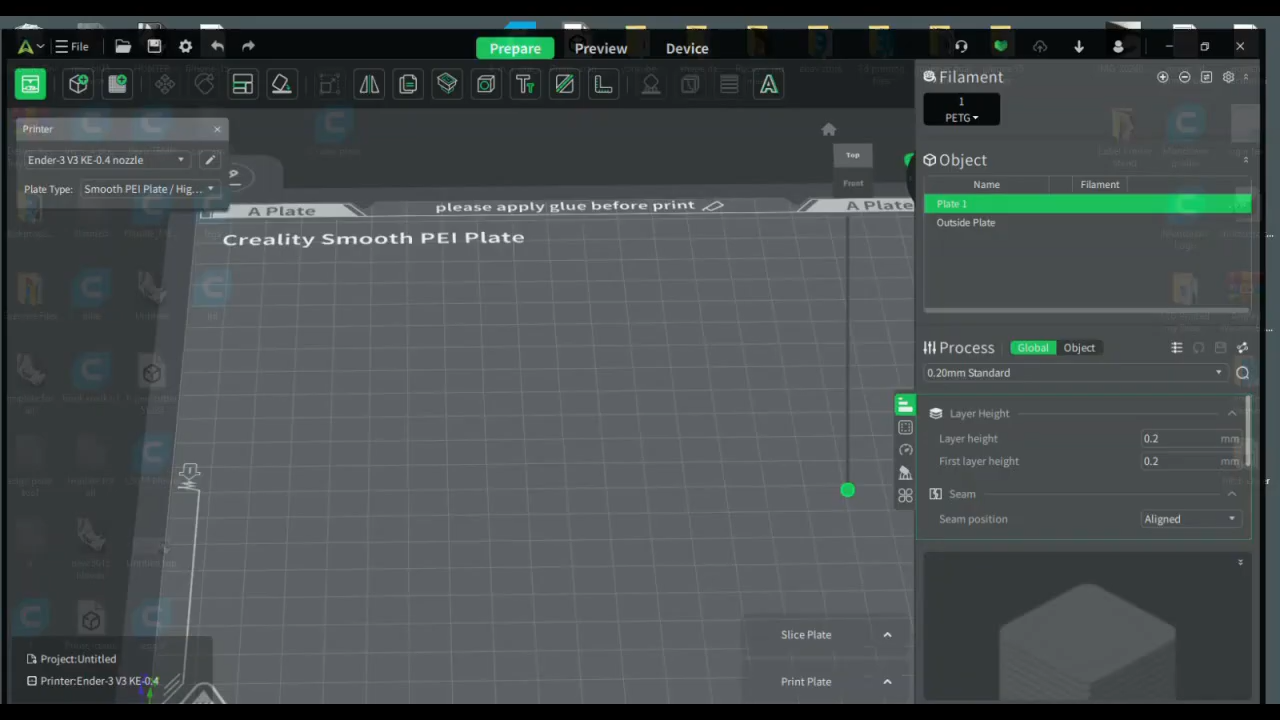 File
Prepare
Preview
Device
Filament
1
PETG
Printer
Ender-3 V3 KE-0.4 nozzle
Plate Type:
Smooth PEI Plate / Hig...
Top
Front
Object
Name
Filament
Plate 1
Outside Plate
A Plate
please apply glue before print
A Plate
Creality Smooth PEI Plate
Process
Global
Object
0.20mm Standard
Layer Height
Layer height
0.2
mm
First layer height
0.2
mm
Seam
Seam position
Aligned
Slice Plate
Print Plate
Project:Untitled
Printer:Ender-3 V3 KE-0.4